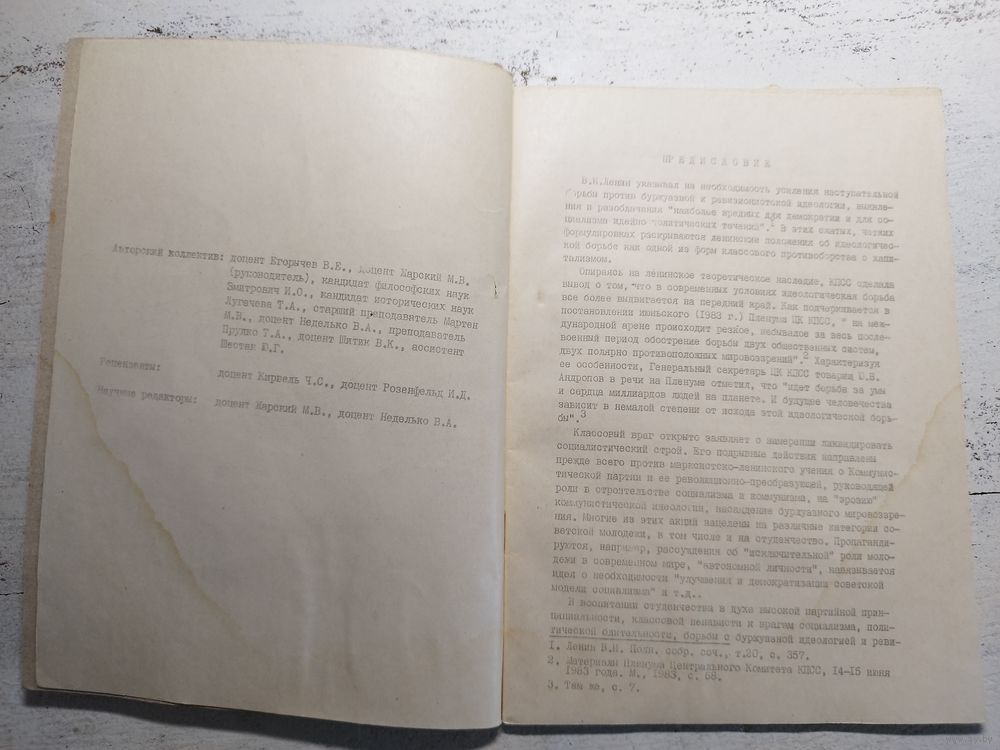 Авторский коллектив: доцент Егорычев В.Е., доцент Жарский М.В.
(руководитель), кандидат философских наук
Змитрович И.О., кандидат исторических наук
Лугачева Т.А., старший преподаватель Мартен
М.В., доцент Неделько В.А., преподаватель
Прудко Т.А., доцент Шитик В.К., ассистент
Шестак Ю.Г.
Рецензенты: доцент Кирвель Ч.С., доцент Розенфельд И.Д.
Научные редакторы: доцент Жарский М.В., доцент Неделько В.А.
ПРЕДИСЛОВИЕ
В.И.Ленин указывал на необходимость усиления наступательной
борьбы против буржуазной и ревизионистской идеологии, выявле-
ния и разоблачения "наиболее вредных для демократии и для со-
циализма идейно-политических течений".1 В этих сжатых, четких
формулировках раскрываются ленинские положения об идеологичес-
кой борьбе как одной из форм классового противоборства с капи-
тализмом.
Опираясь на ленинское теоретическое наследие, КПСС сделала
вывод о том, что в современных условиях идеологическая борьба
все более выдвигается на передний край. Как подчеркивается в
постановлении июньского (1983 г.) Пленума ЦК КПСС, " на меж-
дународной арене происходит резкое, небывалое за весь после-
военный период обострение борьбы двух общественных систем,
двух полярно противоположных мировоззрений".2 Характеризуя
ее особенности, Генеральный секретарь ЦК КПСС товарищ Ю.В.
Андропов в речи на Пленуме отметил, что "идет борьба за умы
и сердца миллиардов людей на планете. И будущее человечества
зависит в немалой степени от исхода этой идеологической борь-
бы".3
Классовый враг открыто заявляет о намерении ликвидировать
социалистический строй. Его подрывные действия направлены
прежде всего против марксистско-ленинского учения о Коммунис-
тической партии и ее революционно-преобразующей, руководящей
роли в строительстве социализма и коммунизма, на "эрозию"
коммунистической идеологии, насаждение буржуазного мировоззре-
ния. Многие из этих акций нацелены на различные категории со-
ветской молодежи, в том числе и на студенчество. Пропаганди-
руются, например, рассуждения об "исключительной" роли моло-
дежи в современном мире, "автономной личности", навязывается
идея о необходимости "улучшения и демократизации советской
модели социализма" и т.д..
В воспитании студенчества в духе высокой партийной прин-
ципиальности, классовой ненависти к врагам социализма, поли-
тической бдительности, борьбы с буржуазной идеологией и реви-
1. Ленин В.И. Полн. собр. соч., т.20, с. 357.
2. Материалы Пленума Центрального Комитета КПСС, 14-15 июня
1983 года. М., 1983, с. 68.
3. Там же, с. 7.